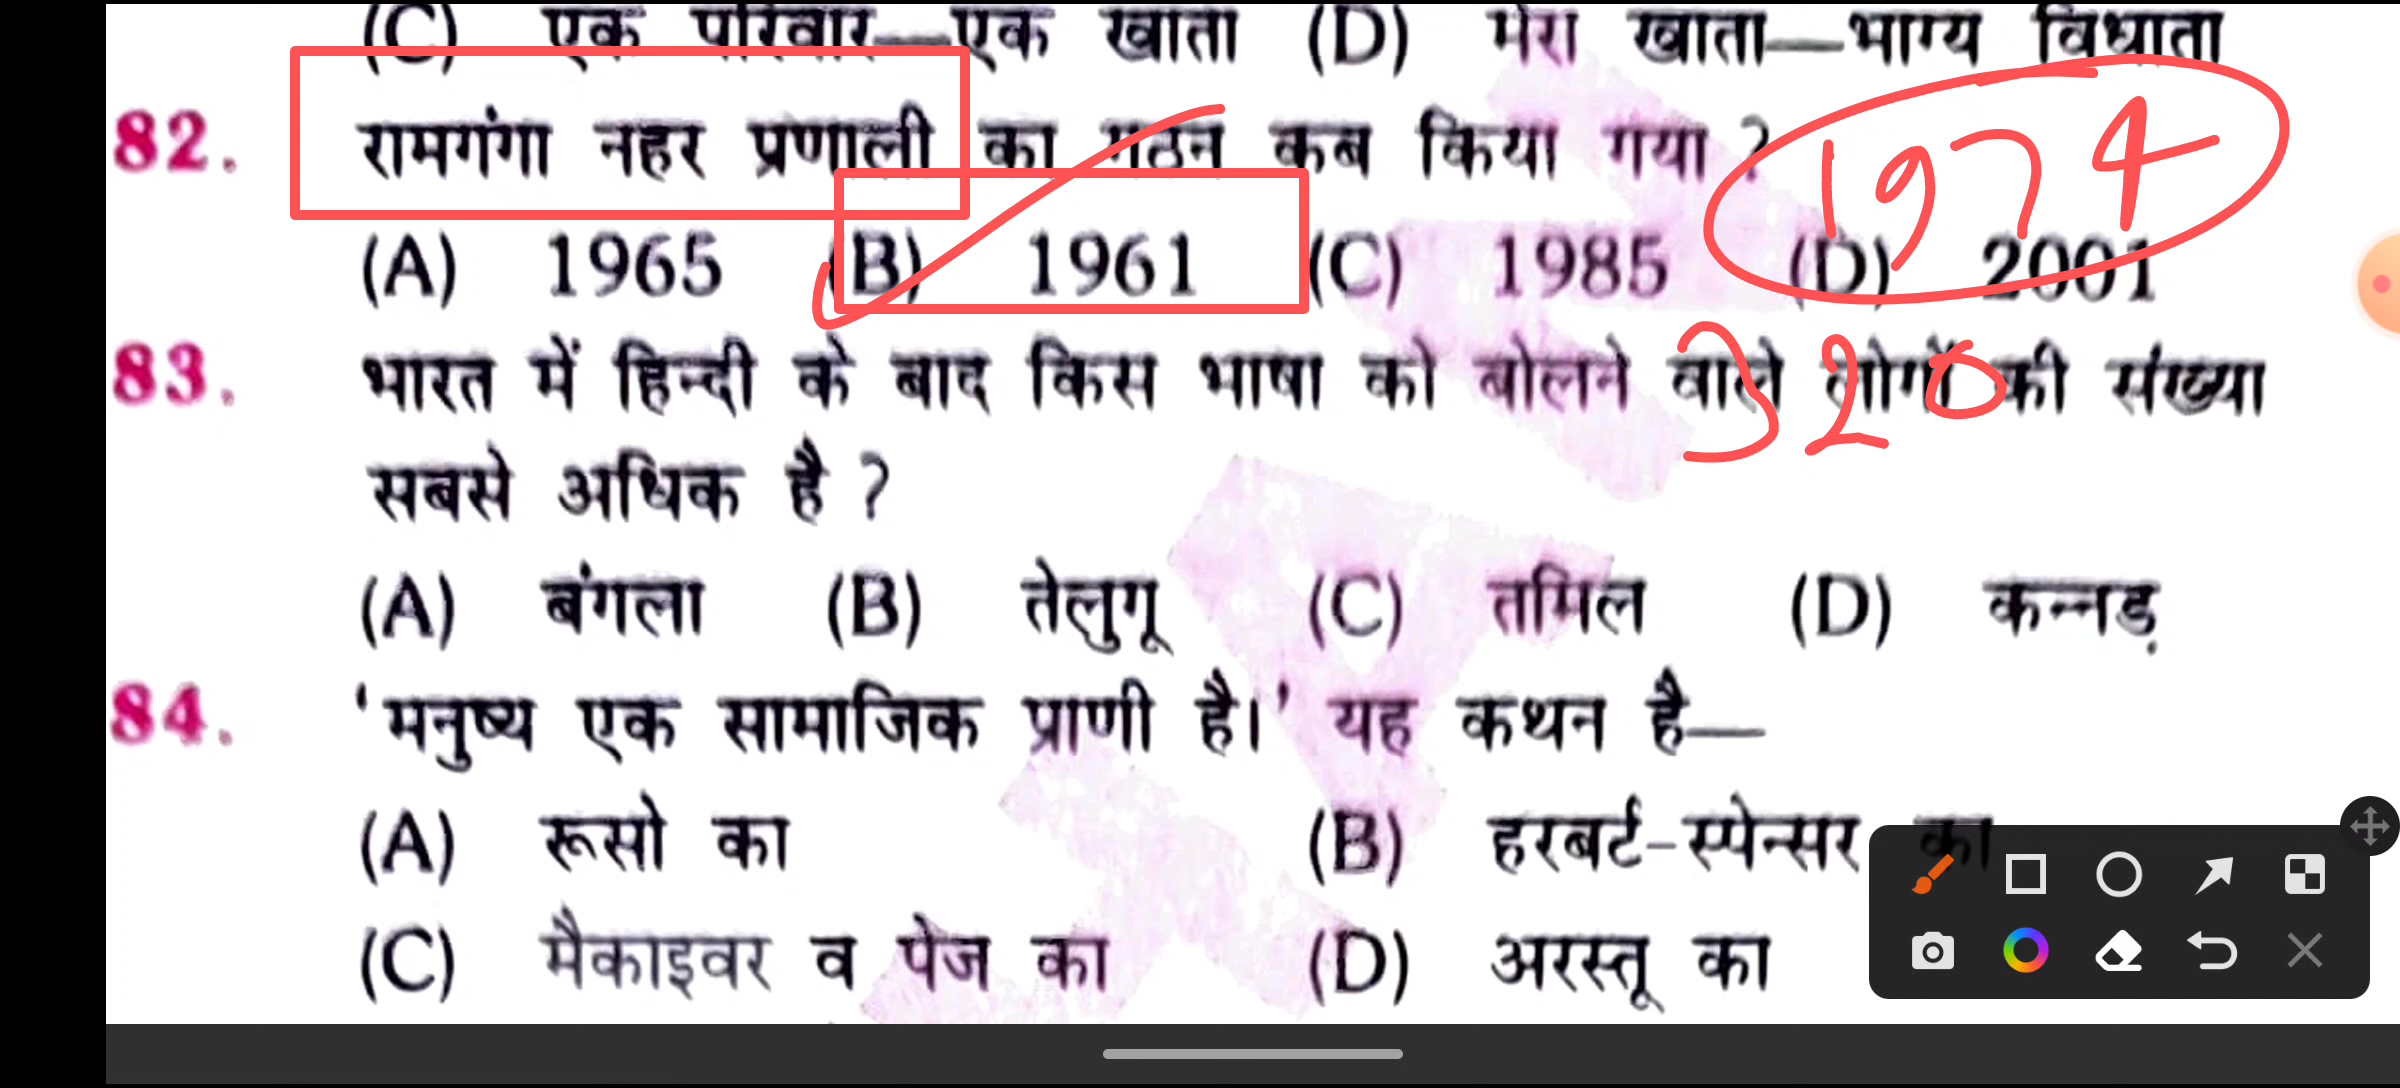 (C) एक परिवार—एक खाता (D) मेरा खाता—भाग्य विधाता
82. रामगंगा नहर प्रणाली का गठन कब किया गया ? 1974
(A) 1965 (B) 1961 (C) 1985 (D) 2001
320
83. भारत में हिन्दी के बाद किस भाषा को बोलने वाले लोगों की संख्या
सबसे अधिक है ?
(A) बंगला (B) तेलुगू (C) तमिल (D) कन्नड़
84. 'मनुष्य एक सामाजिक प्राणी है।' यह कथन है—
(A) रूसो का (B) हरबर्ट-स्पेन्सर का
(C) मैकाइवर व पेज का (D) अरस्तू का